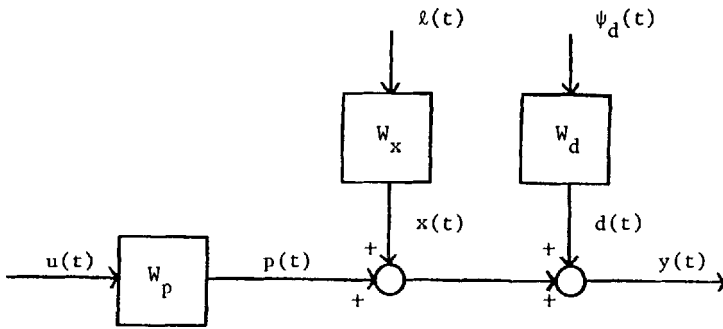 ℓ(t) ψ_d(t)
W_x W_d
x(t) d(t)
+ +
u(t) W_p p(t) y(t)
+ +